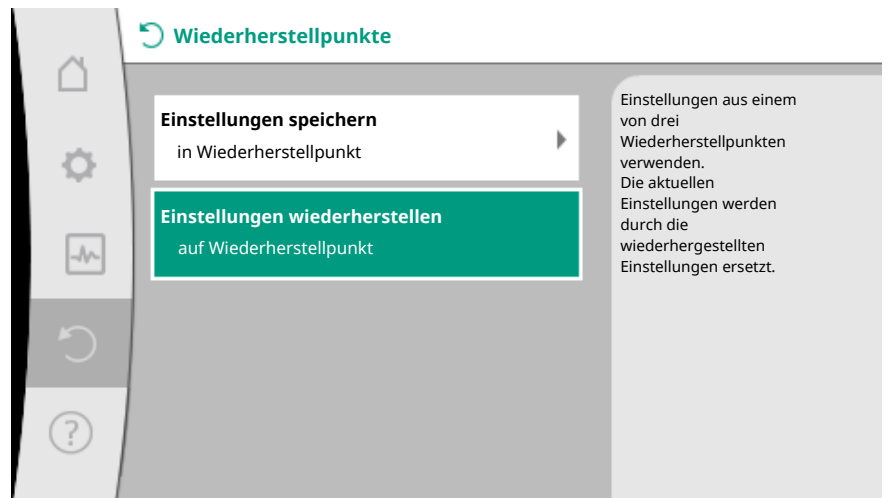 Wiederherstellpunkte
Einstellungen speichern
in Wiederherstellpunkt
Einstellungen wiederherstellen
auf Wiederherstellpunkt
Einstellungen aus einem
von drei
Wiederherstellpunkten
verwenden.
Die aktuellen
Einstellungen werden
durch die
wiederhergestellten
Einstellungen ersetzt.
?